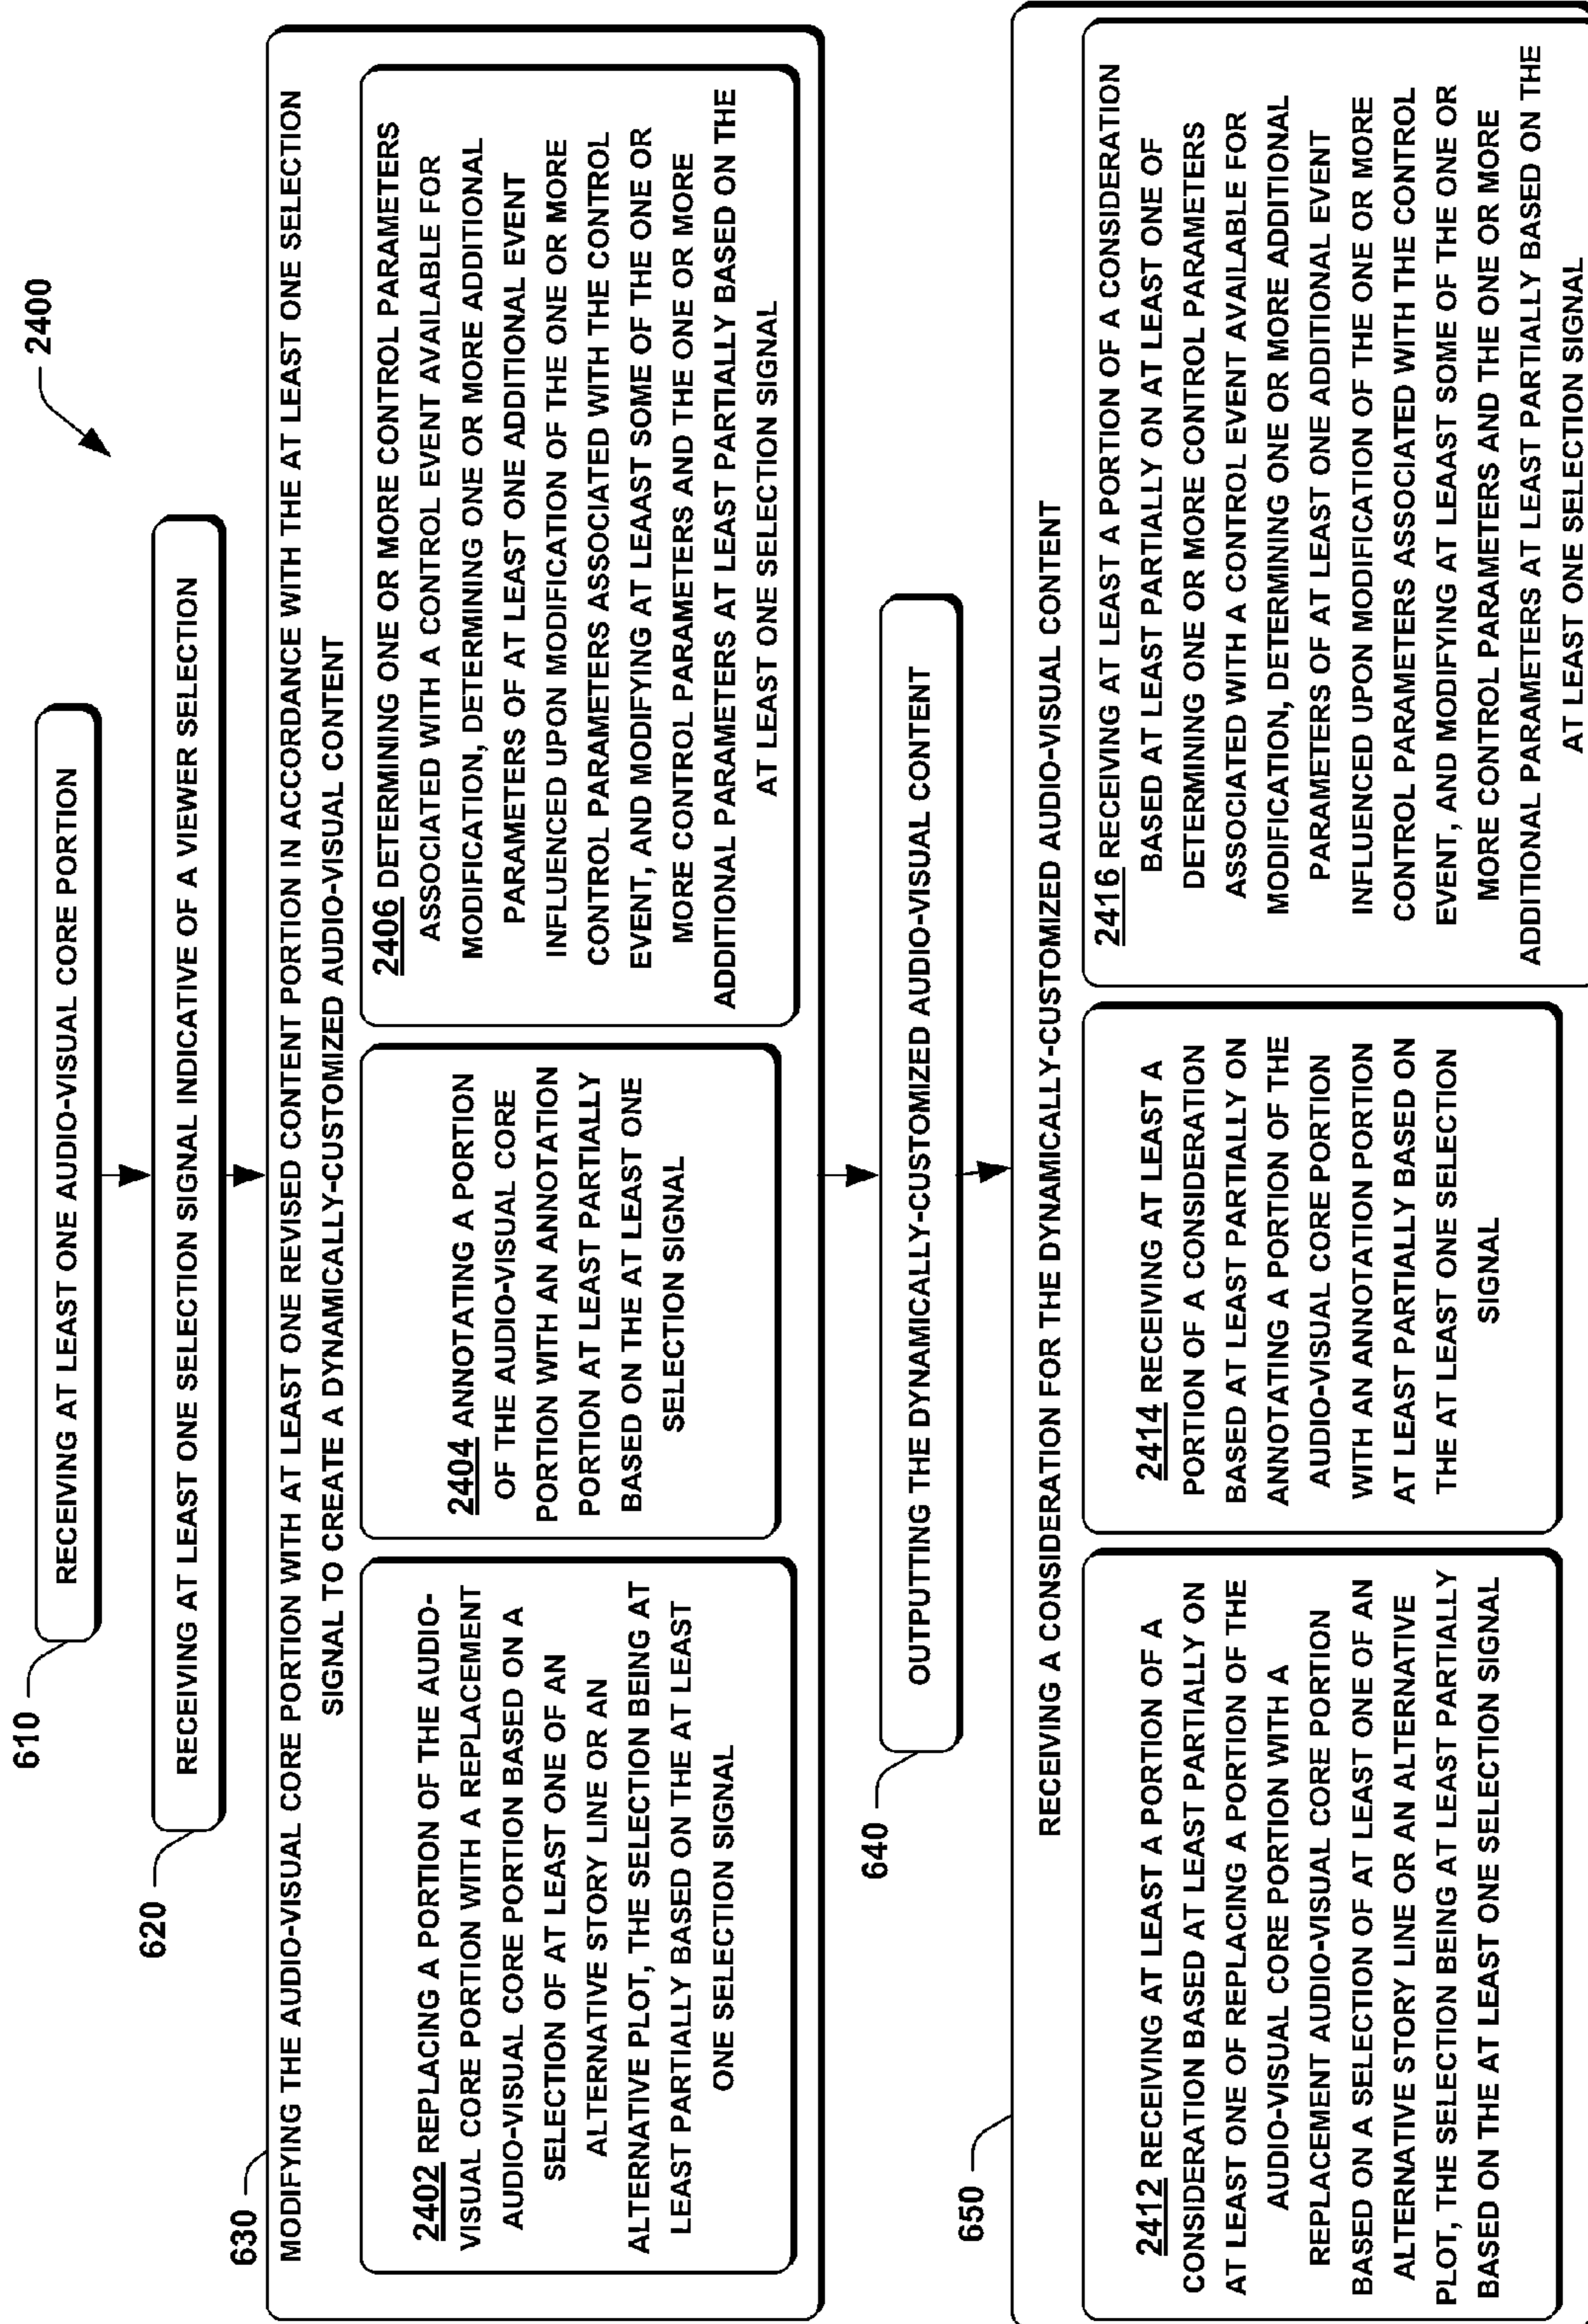 2400
610
RECEIVING AT LEAST ONE AUDIO-VISUAL CORE PORTION
620
RECEIVING AT LEAST ONE SELECTION SIGNAL INDICATIVE OF A VIEWER SELECTION
630
MODIFYING THE AUDIO-VISUAL CORE PORTION WITH AT LEAST ONE REVISED CONTENT PORTION IN ACCORDANCE WITH THE AT LEAST ONE SELECTION
SIGNAL TO CREATE A DYNAMICALLY-CUSTOMIZED AUDIO-VISUAL CONTENT
2402 REPLACING A PORTION OF THE AUDIO-
VISUAL CORE PORTION WITH A REPLACEMENT
AUDIO-VISUAL CORE PORTION BASED ON A
SELECTION OF AT LEAST ONE OF AN
ALTERNATIVE STORY LINE OR AN
ALTERNATIVE PLOT, THE SELECTION BEING AT
LEAST PARTIALLY BASED ON THE AT LEAST
ONE SELECTION SIGNAL
2404 ANNOTATING A PORTION
OF THE AUDIO-VISUAL CORE
PORTION WITH AN ANNOTATION
PORTION AT LEAST PARTIALLY
BASED ON THE AT LEAST ONE
SELECTION SIGNAL
2406 DETERMINING ONE OR MORE CONTROL PARAMETERS
ASSOCIATED WITH A CONTROL EVENT AVAILABLE FOR
MODIFICATION, DETERMINING ONE OR MORE ADDITIONAL
PARAMETERS OF AT LEAST ONE ADDITIONAL EVENT
INFLUENCED UPON MODIFICATION OF THE ONE OR MORE
CONTROL PARAMETERS ASSOCIATED WITH THE CONTROL
EVENT, AND MODIFYING AT LEAAST SOME OF THE ONE OR
MORE CONTROL PARAMETERS AND THE ONE OR MORE
ADDITIONAL PARAMETERS AT LEAST PARTIALLY BASED ON THE
AT LEAST ONE SELECTION SIGNAL
640
OUTPUTTING THE DYNAMICALLY-CUSTOMIZED AUDIO-VISUAL CONTENT
650
RECEIVING A CONSIDERATION FOR THE DYNAMICALLY-CUSTOMIZED AUDIO-VISUAL CONTENT
2412 RECEIVING AT LEAST A PORTION OF A
CONSIDERATION BASED AT LEAST PARTIALLY ON
AT LEAST ONE OF REPLACING A PORTION OF THE
AUDIO-VISUAL CORE PORTION WITH A
REPLACEMENT AUDIO-VISUAL CORE PORTION
BASED ON A SELECTION OF AT LEAST ONE OF AN
ALTERNATIVE STORY LINE OR AN ALTERNATIVE
PLOT, THE SELECTION BEING AT LEAST PARTIALLY
BASED ON THE AT LEAST ONE SELECTION SIGNAL
2414 RECEIVING AT LEAST A
PORTION OF A CONSIDERATION
BASED AT LEAST PARTIALLY ON
ANNOTATING A PORTION OF THE
AUDIO-VISUAL CORE PORTION
WITH AN ANNOTATION PORTION
AT LEAST PARTIALLY BASED ON
THE AT LEAST ONE SELECTION
SIGNAL
2416 RECEIVING AT LEAST A PORTION OF A CONSIDERATION
BASED AT LEAST PARTIALLY ON AT LEAST ONE OF
DETERMINING ONE OR MORE CONTROL PARAMETERS
ASSOCIATED WITH A CONTROL EVENT AVAILABLE FOR
MODIFICATION, DETERMINING ONE OR MORE ADDITIONAL
PARAMETERS OF AT LEAST ONE ADDITIONAL EVENT
INFLUENCED UPON MODIFICATION OF THE ONE OR MORE
CONTROL PARAMETERS ASSOCIATED WITH THE CONTROL
EVENT, AND MODIFYING AT LEAAST SOME OF THE ONE OR
MORE CONTROL PARAMETERS AND THE ONE OR MORE
ADDITIONAL PARAMETERS AT LEAST PARTIALLY BASED ON THE
AT LEAST ONE SELECTION SIGNAL